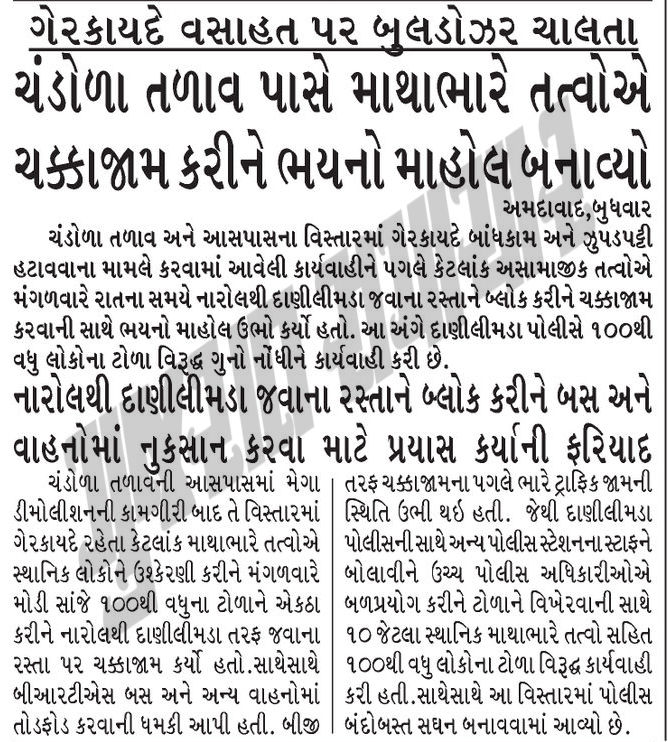 ગેરકાયદે વસાહત પર બુલડોઝર ચાલતા
ચંડોળા તળાવ પાસે માથાભારે તત્વોએ
ચક્કાજામ કરીને ભયનો માહોલ બનાવ્યો
અમદાવાદ,બુધવાર
ચંડોળા તળાવ અને આસપાસના વિસ્તારમાં ગેરકાયદે બાંધકામ અને ઝુપડપટ્ટી
હટાવવાના મામલે કરવામાં આવેલી કાર્યવાહીને પગલે કેટલાંક અસામાજીક તત્વોએ
મંગળવારે રાતના સમયે નારોલથી દાણીલીમડા જવાના રસ્તાને બ્લોક કરીને ચક્કાજામ
કરવાની સાથે ભયનો માહોલ ઉભો કર્યો હતો. આ અંગે દાણીલીમડા પોલીસે ૧૦૦થી
વધુ લોકોના ટોળા વિરૂદ્ધ ગુનો નોંધીને કાર્યવાહી કરી છે.
નારોલથી દાણીલીમડા જવાના રસ્તાને બ્લોક કરીને બસ અને
વાહનોમાં નુકસાન કરવા માટે પ્રયાસ કર્યાની ફરિયાદ
ચંડોળા તળાવની આસપાસમાં મેગા
ડીમોલીશનની કામગીરી બાદ તે વિસ્તારમાં
ગેરકાયદે રહેતા કેટલાંક માથાભારે તત્વોએ
સ્થાનિક લોકોને ઉશ્કેરણી કરીને મંગળવારે
મોડી સાંજે ૧૦૦થી વધુના ટોળાને એકઠા
કરીને નારોલથી દાણીલીમડા તરફ જવાના
રસ્તા પર ચક્કાજામ કર્યો હતો.સાથેસાથે
બીઆરટીએસ બસ અને અન્ય વાહનોમાં
તોડફોડ કરવાની ધમકી આપી હતી. બીજી
તરફ ચક્કાજામના પગલે ભારે ટ્રાફિક જામની
સ્થિતિ ઉભી થઇ હતી. જેથી દાણીલીમડા
પોલીસની સાથે અન્ય પોલીસ સ્ટેશનના સ્ટાફને
બોલાવીને ઉચ્ચ પોલીસ અધિકારીઓએ
બળપ્રયોગ કરીને ટોળાને વિખેરવાની સાથે
૧૦ જેટલા સ્થાનિક માથાભારે તત્વો સહિત
૧૦૦થી વધુ લોકોના ટોળા વિરૂદ્ધ કાર્યવાહી
કરી હતી.સાથેસાથે આ વિસ્તારમાં પોલીસ
બંદોબસ્ત સઘન બનાવવામાં આવ્યો છે.
ગુજરાત સમાચાર